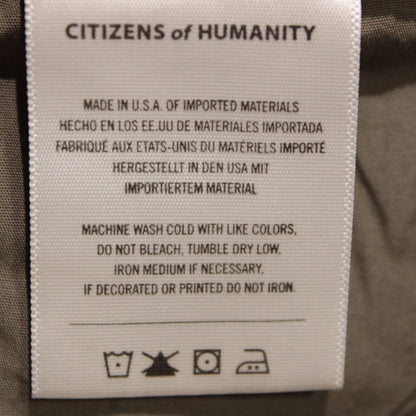 CITIZENS of HUMANITY
MADE IN U.S.A. OF IMPORTED MATERIALS
HECHO EN LOS EE.UU DE MATERIALES IMPORTADA
FABRIQUÉ AUX ETATS-UNIS DU MATÉRIELS IMPORTÉ
HERGESTELLT IN DEN USA MIT
IMPORTIERTEM MATERIAL
MACHINE WASH COLD WITH LIKE COLORS,
DO NOT BLEACH, TUMBLE DRY LOW,
IRON MEDIUM IF NECESSARY,
IF DECORATED OR PRINTED DO NOT IRON.